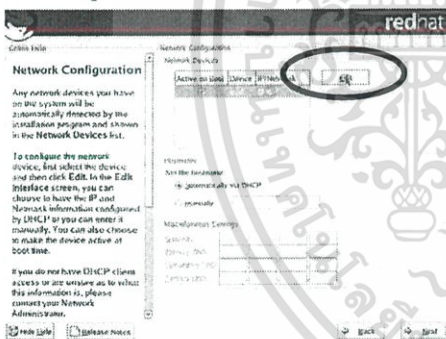 redhat
Online Help
Network Configuration
Any network devices you have
on the system will be
automatically detected by the
installation program and shown
in the Network Devices list.
To configure the network
device, first select the device
and then click Edit. In the Edit
Interface screen, you can
choose to have the IP and
Netmask information configured
by DHCP or you can enter it
manually. You can also choose
to make the device active at
boot time.
If you do not have DHCP client
access or are unsure as to what
this information is, please
contact your Network
Administrator.
Hide Help
Release Notes
Network Configuration
Network Devices
Active on Boot Device IP/Netmask
Edit
Hostname
Set the hostname
automatically via DHCP
manually
Miscellaneous Settings
Back
Next